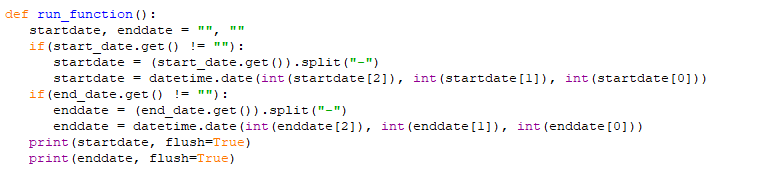 def run_function():
   startdate, enddate = "", ""
   if(start_date.get() != ""):
      startdate = (start_date.get()).split("-")
      startdate = datetime.date(int(startdate[2]), int(startdate[1]), int(startdate[0]))
   if(end_date.get() != ""):
      enddate = (end_date.get()).split("-")
      enddate = datetime.date(int(enddate[2]), int(enddate[1]), int(enddate[0]))
   print(startdate, flush=True)
   print(enddate, flush=True)